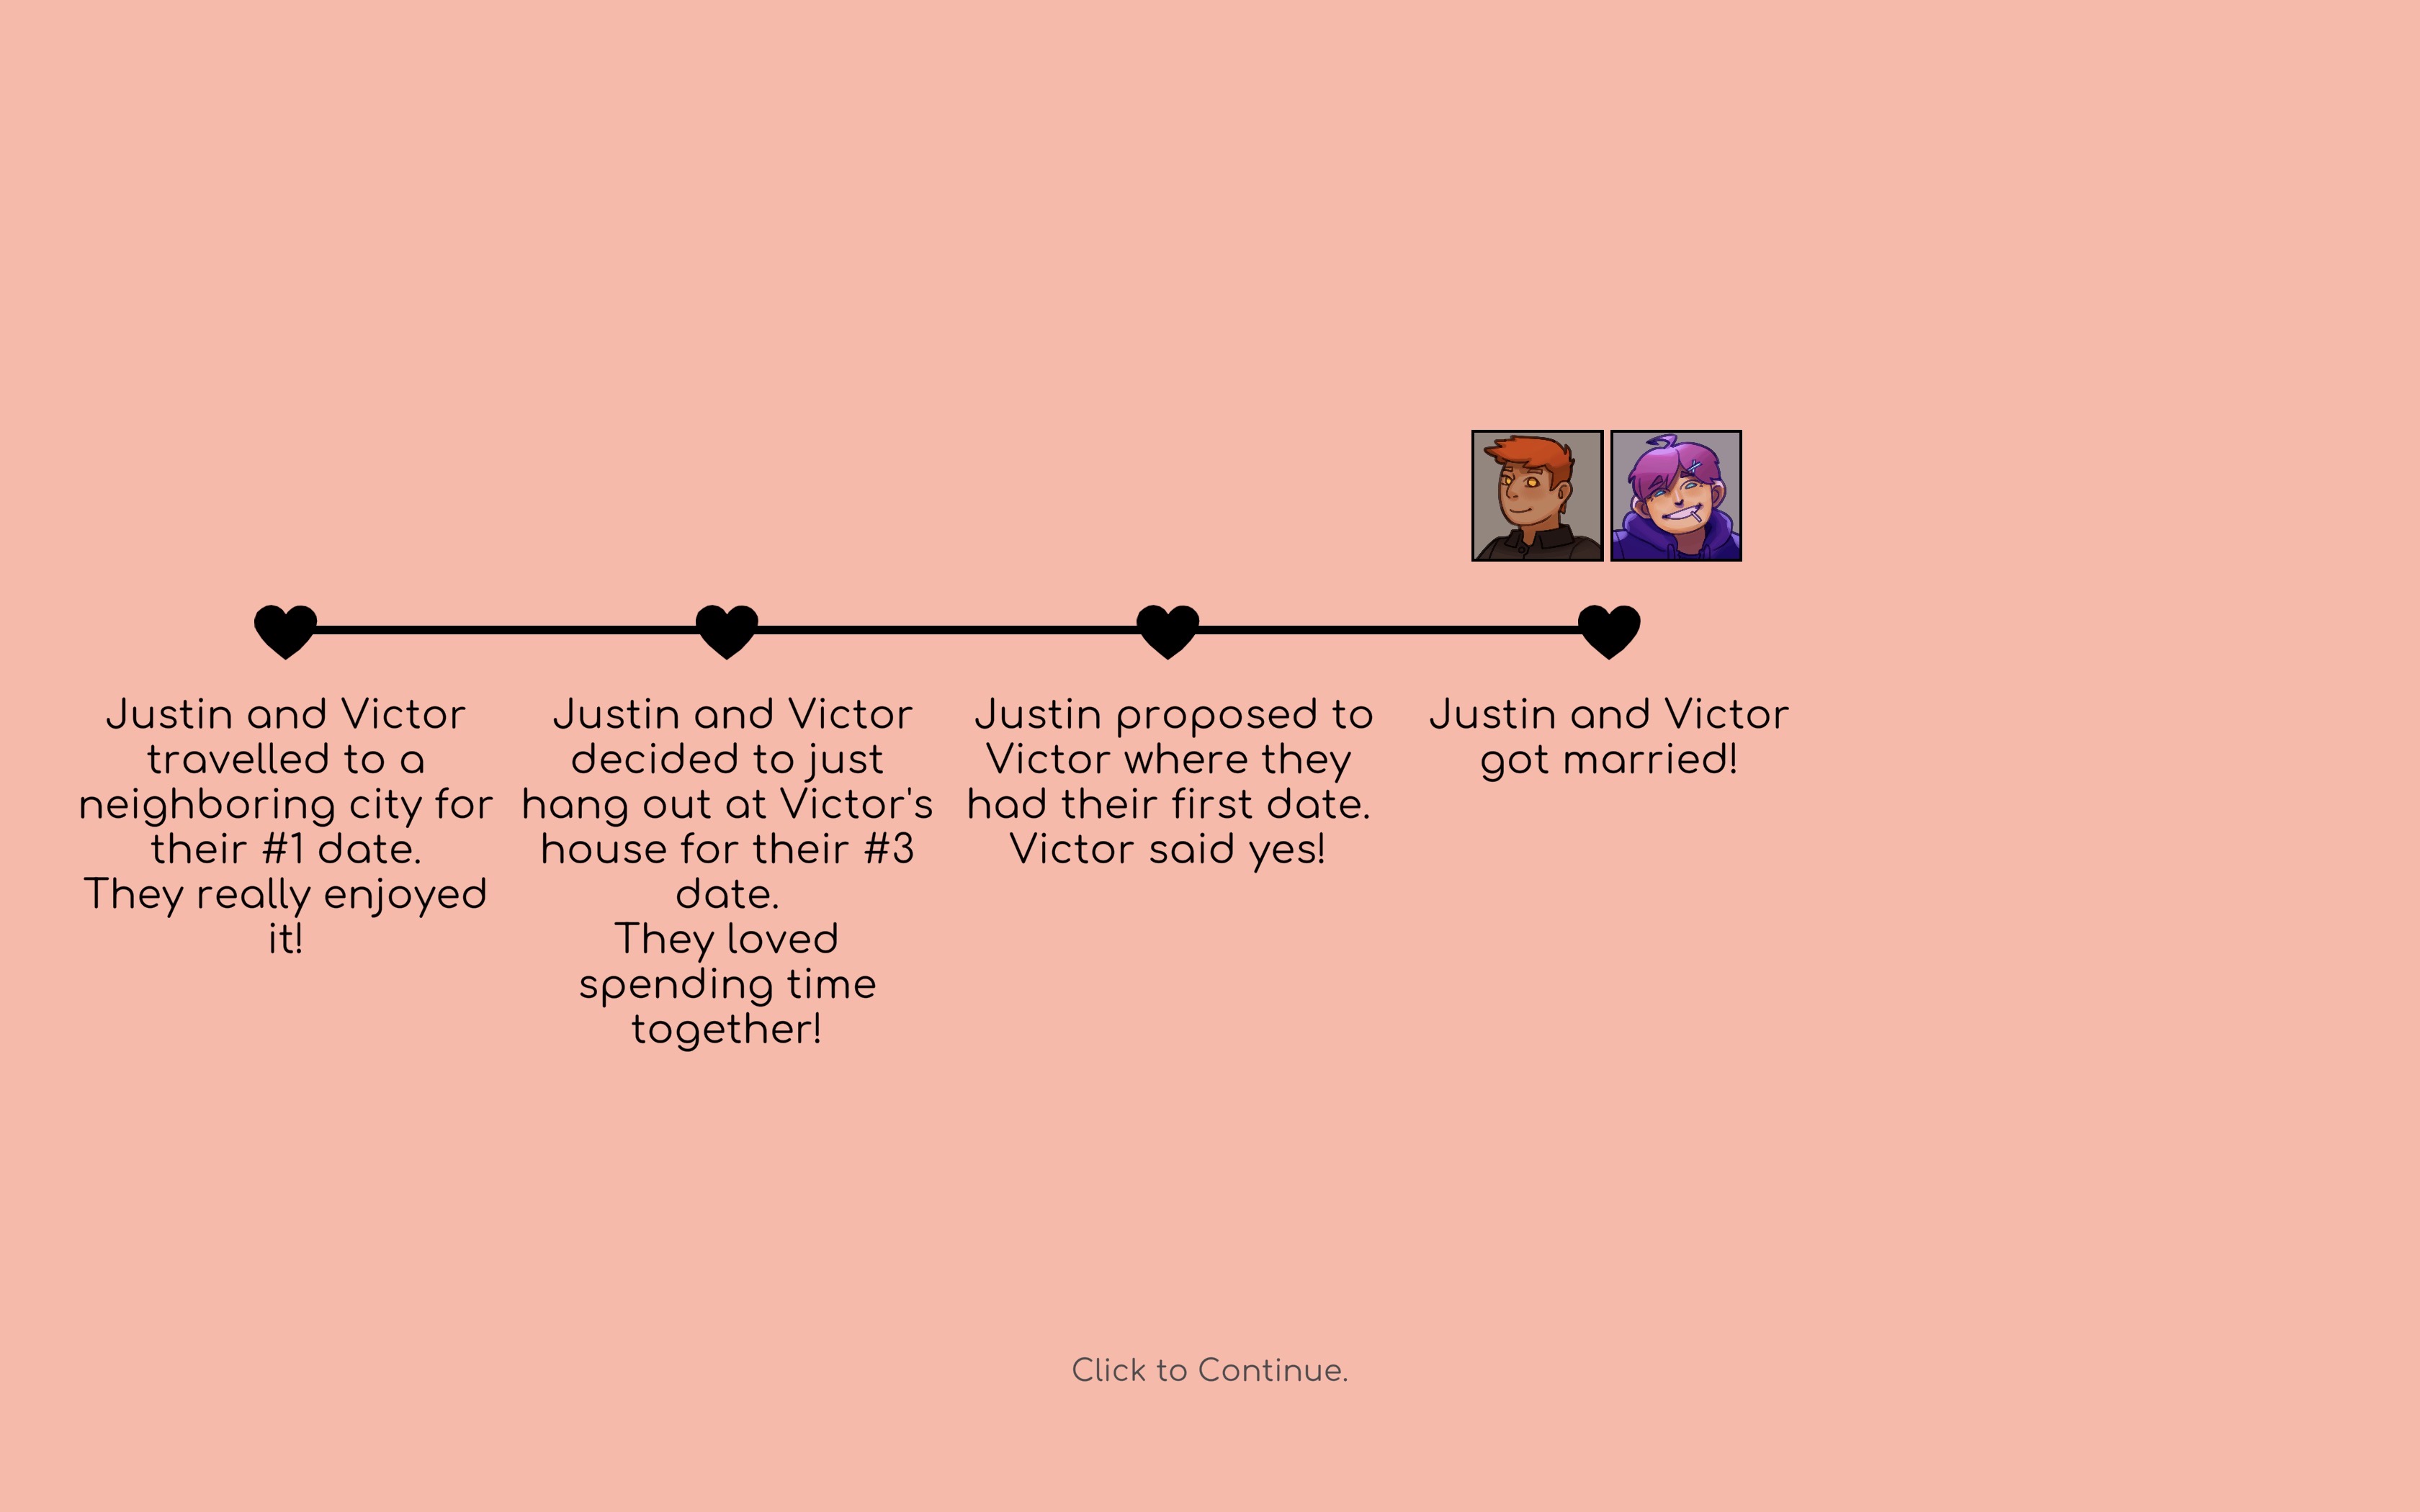 Justin and Victor
travelled to a
neighboring city for
their #1 date.
They really enjoyed
it!
Justin and Victor
decided to just
hang out at Victor's
house for their #3
date.
They loved
spending time
together!
Justin proposed to
Victor where they
had their first date.
Victor said yes!
Justin and Victor
got married!
Click to Continue.